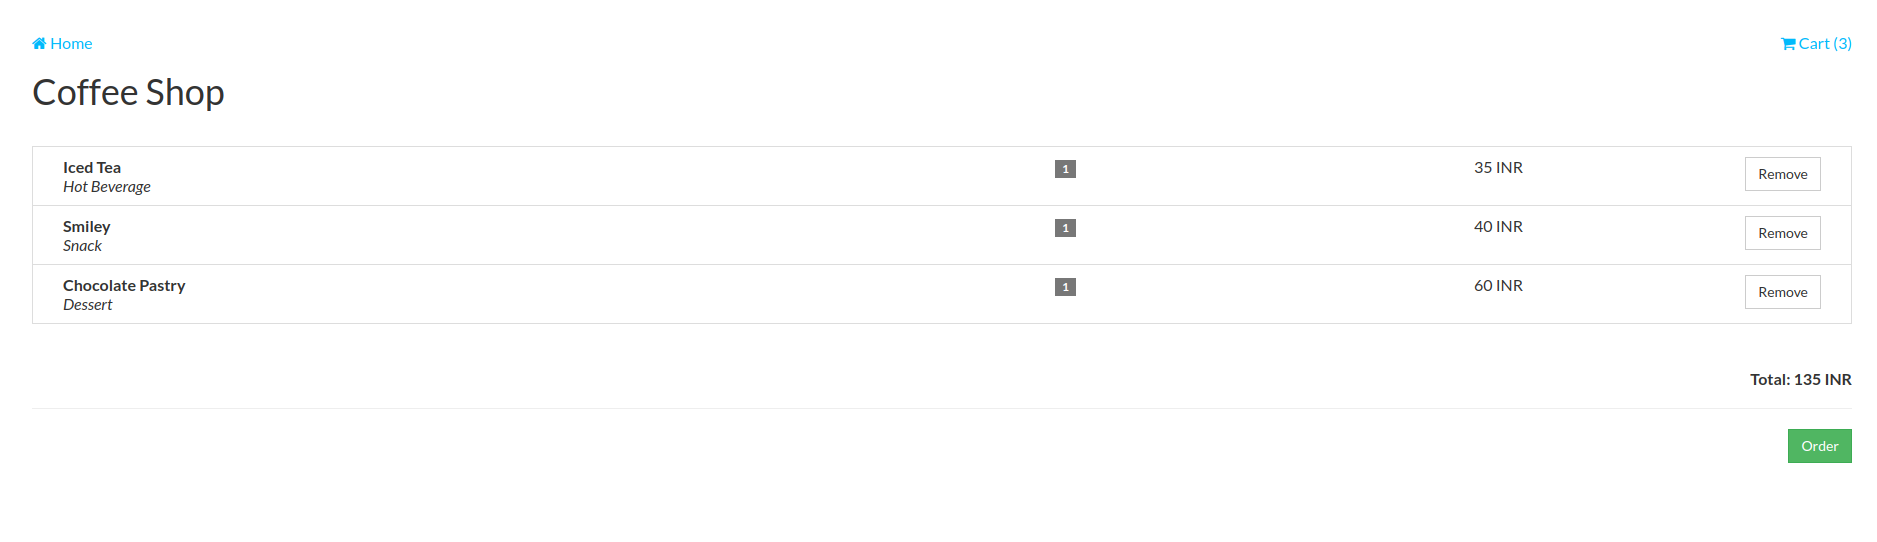 Home Cart (3)
Coffee Shop
Iced Tea 1 35 INR Remove
Hot Beverage
Smiley 1 40 INR Remove
Snack
Chocolate Pastry 1 60 INR Remove
Dessert
Total: 135 INR
Order